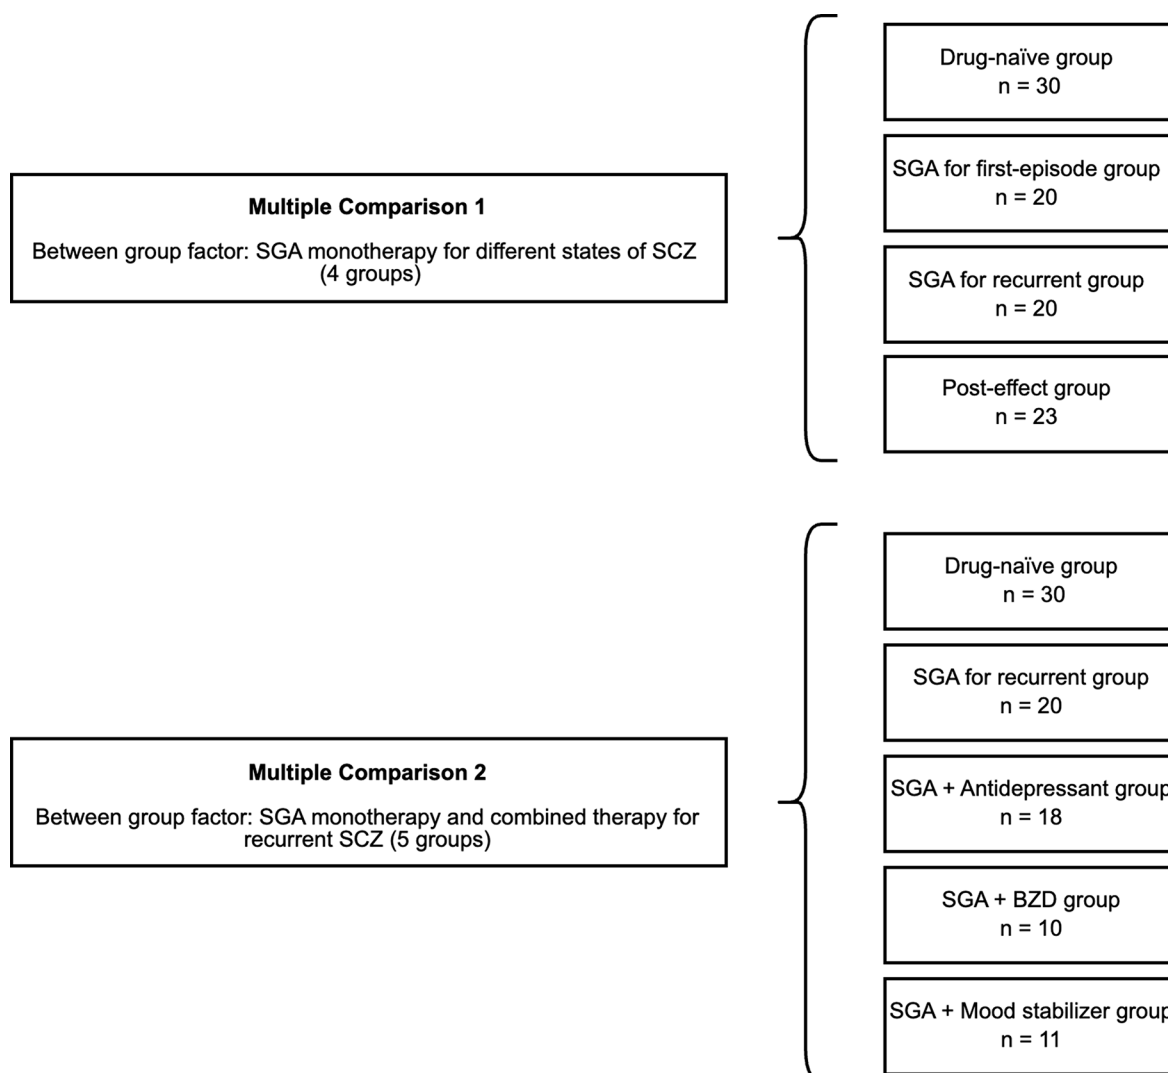 Drug-naïve group
n = 30
SGA for first-episode group
n = 20
Multiple Comparison 1
Between group factor: SGA monotherapy for different states of SCZ
(4 groups)
SGA for recurrent group
n = 20
Post-effect group
n = 23
Drug-naïve group
n = 30
SGA for recurrent group
n = 20
Multiple Comparison 2
Between group factor: SGA monotherapy and combined therapy for
recurrent SCZ (5 groups)
SGA + Antidepressant group
n = 18
SGA + BZD group
n = 10
SGA + Mood stabilizer group
n = 11